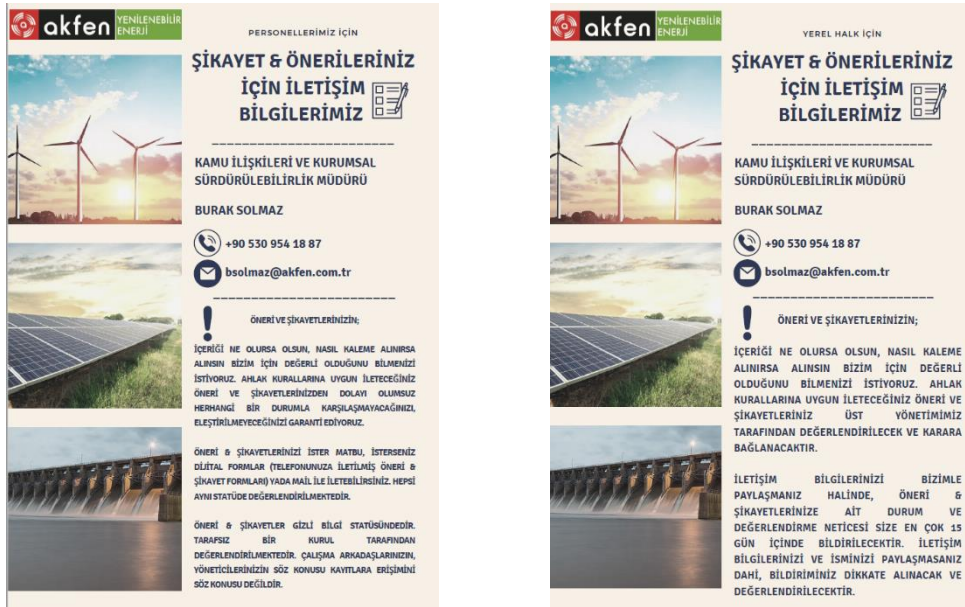 akfen YENİLENEBİLİR
ENERJİ
PERSONELLERİMİZ İÇİN
ŞİKAYET & ÖNERİLERİNİZ
İÇİN İLETİŞİM
BİLGİLERİMİZ
KAMU İLİŞKİLERİ VE KURUMSAL
SÜRDÜRÜLEBİLİRLİK MÜDÜRÜ
BURAK SOLMAZ
+90 530 954 18 87
bsolmaz@akfen.com.tr
ÖNERİ VE ŞİKAYETLERİNİZİN;
İÇERİĞİ NE OLURSA OLSUN, NASIL KALEME ALINIRSA
ALINSIN BİZİM İÇİN DEĞERLİ OLDUĞUNU BİLMENİZİ
İSTİYORUZ. AHLAK KURALLARINA UYGUN İLETECEĞİNİZ
ÖNERİ VE ŞİKAYETLERİNİZDEN DOLAYI OLUMSUZ
HERHANGİ BİR DURUMLA KARŞILAŞMAYACAĞINIZI,
ELEŞTİRİLMEYECEĞİNİZİ GARANTİ EDİYORUZ.
ÖNERİ & ŞİKAYETLERİNİZİ İSTER MATBU, İSTERSENİZ
DİJİTAL FORMLAR (TELEFONUNUZA İLETİLMİŞ ÖNERİ &
ŞİKAYET FORMLARI) YADA MAİL İLE İLETEBİLİRSİNİZ. HEPSİ
AYNI STATÜDE DEĞERLENDİRİLMEKTEDİR.
ÖNERİ & ŞİKAYETLER GİZLİ BİLGİ STATÜSÜNDEDİR.
TARAFSIZ BİR KURUL TARAFINDAN
DEĞERLENDİRİLMEKTEDİR. ÇALIŞMA ARKADAŞLARINIZIN,
YÖNETİCİLERİNİZİN SÖZ KONUSU KAYITLARA ERİŞİMİNİ
SÖZ KONUSU DEĞİLDİR.
akfen YENİLENEBİLİR
ENERJİ
YEREL HALK İÇİN
ŞİKAYET & ÖNERİLERİNİZ
İÇİN İLETİŞİM
BİLGİLERİMİZ
KAMU İLİŞKİLERİ VE KURUMSAL
SÜRDÜRÜLEBİLİRLİK MÜDÜRÜ
BURAK SOLMAZ
+90 530 954 18 87
bsolmaz@akfen.com.tr
ÖNERİ VE ŞİKAYETLERİNİZİN;
İÇERİĞİ NE OLURSA OLSUN, NASIL KALEME
ALINIRSA ALINSIN BİZİM İÇİN DEĞERLİ
OLDUĞUNU BİLMENİZİ İSTİYORUZ. AHLAK
KURALLARINA UYGUN İLETECEĞİNİZ ÖNERİ VE
ŞİKAYETLERİNİZ ÜST YÖNETİMİMİZ
TARAFINDAN DEĞERLENDİRİLECEK VE KARARA
BAĞLANACAKTIR.
İLETİŞİM BİLGİLERİNİZİ BİZİMLE
PAYLAŞMANIZ HALİNDE, ÖNERİ &
ŞİKAYETLERİNİZE AİT DURUM VE
DEĞERLENDİRME NETİCESİ SİZE EN ÇOK 15
GÜN İÇİNDE BİLDİRİLECEKTİR. İLETİŞİM
BİLGİLERİNİZİ VE İSMİNİZİ PAYLAŞMASANIZ
DAHİ, BİLDİRİMİNİZ DİKKATE ALINACAK VE
DEĞERLENDİRİLECEKTİR.